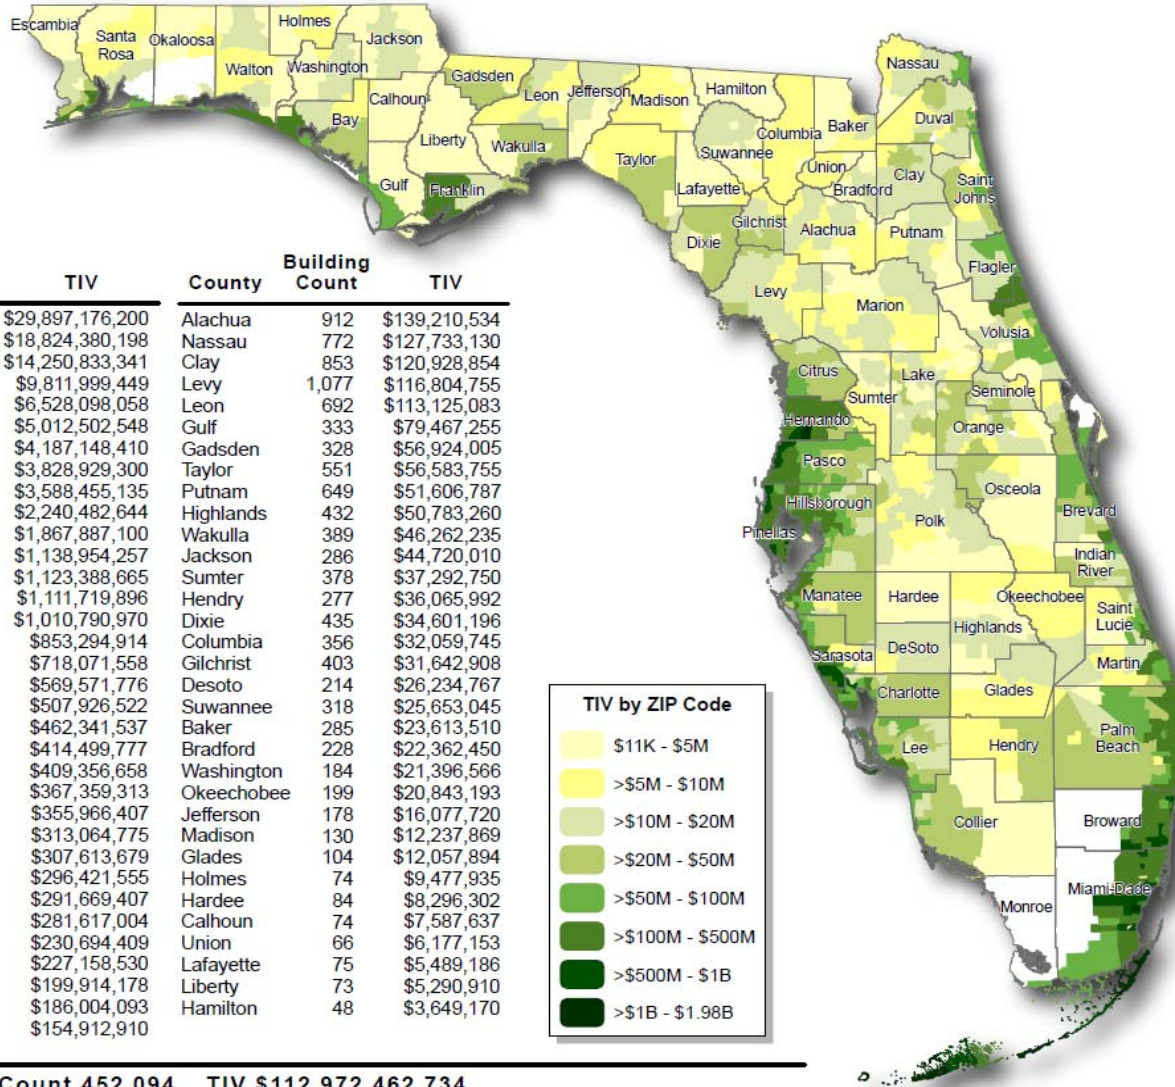 Escambia
Santa
Rosa
Okaloosa
Walton
Holmes
Washington
Jackson
Bay
Calhoun
Gulf
Liberty
Franklin
Gadsden
Leon
Wakulla
Jefferson
Madison
Taylor
Hamilton
Suwannee
Lafayette
Columbia
Baker
Union
Bradford
Nassau
Duval
Clay
Saint
Johns
Dixie
Gilchrist
Alachua
Putnam
Flagler
Levy
Marion
Volusia
Citrus
Sumter
Lake
Seminole
Hernando
Orange
Pasco
Hillsborough
Pinellas
Polk
Osceola
Brevard
Indian
River
Manatee
Hardee
Highlands
Okeechobee
Saint
Lucie
Sarasota
DeSoto
Martin
Charlotte
Glades
Lee
Hendry
Palm
Beach
Collier
Broward
Monroe
Miami-Dade
TIV County Building Count TIV
$29,897,176,200 Alachua 912 $139,210,534
$18,824,380,198 Nassau 772 $127,733,130
$14,250,833,341 Clay 853 $120,928,854
$9,811,999,449 Levy 1,077 $116,804,755
$6,528,098,058 Leon 692 $113,125,083
$5,012,502,548 Gulf 333 $79,467,255
$4,187,148,410 Gadsden 328 $56,924,005
$3,828,929,300 Taylor 551 $56,583,755
$3,588,455,135 Putnam 649 $51,606,787
$2,240,482,644 Highlands 432 $50,783,260
$1,867,887,100 Wakulla 389 $46,262,235
$1,138,954,257 Jackson 286 $44,720,010
$1,123,388,665 Sumter 378 $37,292,750
$1,111,719,896 Hendry 277 $36,065,992
$1,010,790,970 Dixie 435 $34,601,196
$853,294,914 Columbia 356 $32,059,745
$718,071,558 Gilchrist 403 $31,642,908
$569,571,776 Desoto 214 $26,234,767
$507,926,522 Suwannee 318 $25,653,045
$462,341,537 Baker 285 $23,613,510
$414,499,777 Bradford 228 $22,362,450
$409,356,658 Washington 184 $21,396,566
$367,359,313 Okeechobee 199 $20,843,193
$355,966,407 Jefferson 178 $16,077,720
$313,064,775 Madison 130 $12,237,869
$307,613,679 Glades 104 $12,057,894
$296,421,555 Holmes 74 $9,477,935
$291,669,407 Hardee 84 $8,296,302
$281,617,004 Calhoun 74 $7,587,637
$230,694,409 Union 66 $6,177,153
$227,158,530 Lafayette 75 $5,489,186
$199,914,178 Liberty 73 $5,290,910
$186,004,093 Hamilton 48 $3,649,170
$154,912,910
TIV by ZIP Code
$11K - $5M
>$5M - $10M
>$10M - $20M
>$20M - $50M
>$50M - $100M
>$100M - $500M
>$500M - $1B
>$1B - $1.98B
Count 452,094 TIV $112,972,462,734